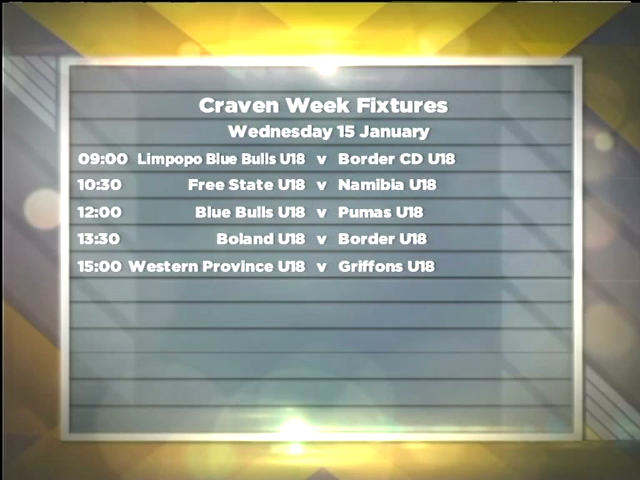 Craven Week Fixtures
Wednesday 15 January
09:00 Limpopo Blue Bulls U18 v Border CD U18
10:30 Free State U18 v Namibia U18
12:00 Blue Bulls U18 v Pumas U18
13:30 Boland U18 v Border U18
15:00 Western Province U18 v Griffons U18